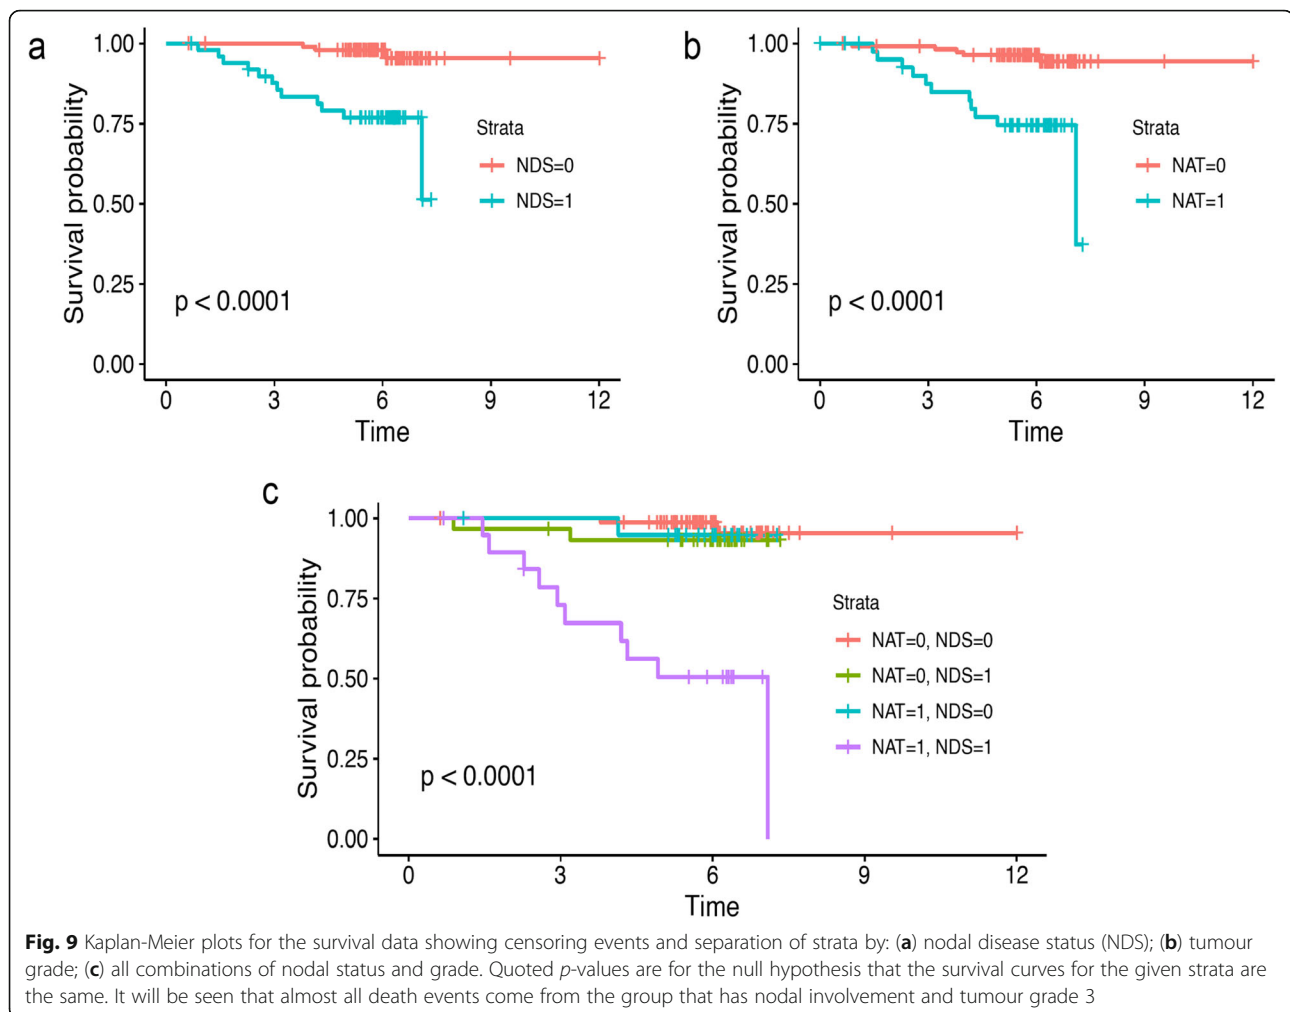 a
1.00
0.75
0.50
0.25
0.00
Survival probability
Strata
NDS=0
NDS=1
p < 0.0001
0 3 6 9 12
Time
b
1.00
0.75
0.50
0.25
0.00
Survival probability
Strata
NAT=0
NAT=1
p < 0.0001
0 3 6 9 12
Time
c
1.00
0.75
0.50
0.25
0.00
Survival probability
Strata
NAT=0, NDS=0
NAT=0, NDS=1
NAT=1, NDS=0
NAT=1, NDS=1
p < 0.0001
0 3 6 9 12
Time
Fig. 9 Kaplan-Meier plots for the survival data showing censoring events and separation of strata by: (a) nodal disease status (NDS); (b) tumour
grade; (c) all combinations of nodal status and grade. Quoted p-values are for the null hypothesis that the survival curves for the given strata are
the same. It will be seen that almost all death events come from the group that has nodal involvement and tumour grade 3